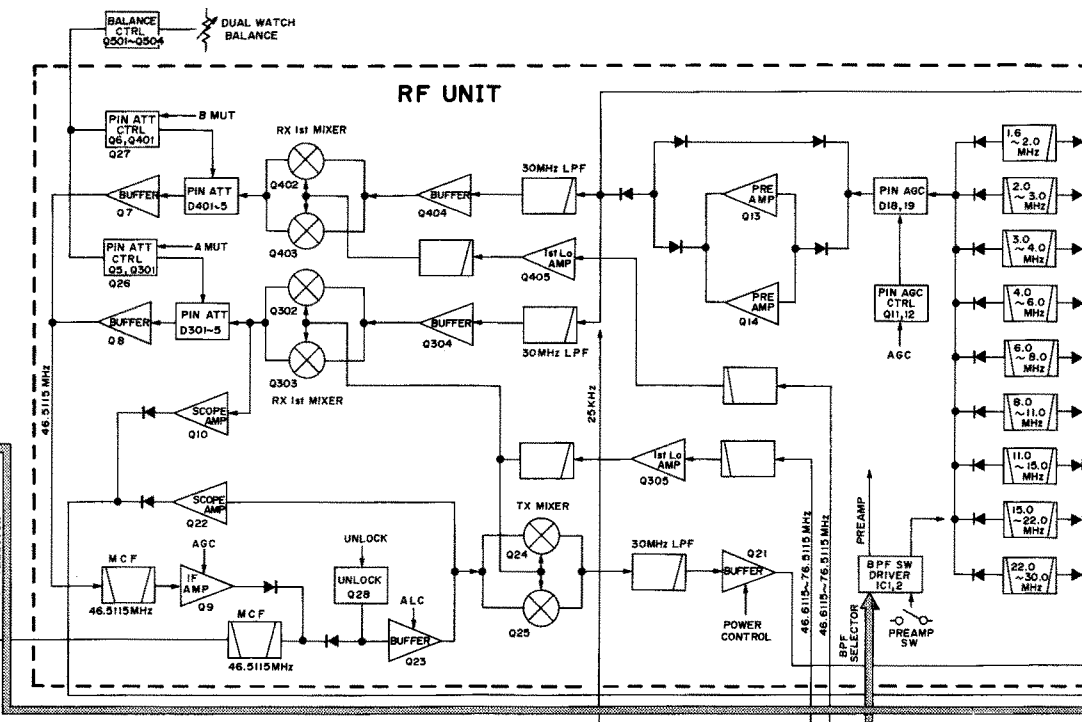 BALANCE
CTRL
Q501~Q504
DUAL WATCH
BALANCE
RF UNIT
PIN ATT
CTRL
Q6,Q401
Q27
B MUT
RX 1st MIXER
Q402
Q403
BUFFER
Q7
PIN ATT
D401~5
BUFFER
Q404
30MHz LPF
PRE
AMP
Q13
PRE
AMP
Q14
PIN AGC
D18,19
PIN AGC
CTRL
Q11,12
AGC
1.6
~2.0
MHz
2.0
~3.0
MHz
3.0
~4.0
MHz
4.0
~6.0
MHz
6.0
~8.0
MHz
8.0
~11.0
MHz
11.0
~15.0
MHz
15.0
~22.0
MHz
22.0
~30.0
MHz
PIN ATT
CTRL
Q5,Q301
Q26
A MUT
1st Lo
AMP
Q405
BUFFER
Q8
PIN ATT
D301~5
Q302
Q303
RX 1st MIXER
BUFFER
Q304
30MHz LPF
46.5115MHz
25KHz
SCOPE
AMP
Q10
1st Lo
AMP
Q305
SCOPE
AMP
Q22
TX MIXER
Q24
Q25
30MHz LPF
Q21
BUFFER
POWER
CONTROL
46.6115~76.5115MHz
46.6115~76.5115MHz
PREAMP
BPF SW
DRIVER
IC1,2
BPF
SELECTOR
PREAMP
SW
MCF
46.5115MHz
AGC
IF
AMP
Q9
MCF
46.5115MHz
UNLOCK
UNLOCK
Q28
ALC
BUFFER
Q23